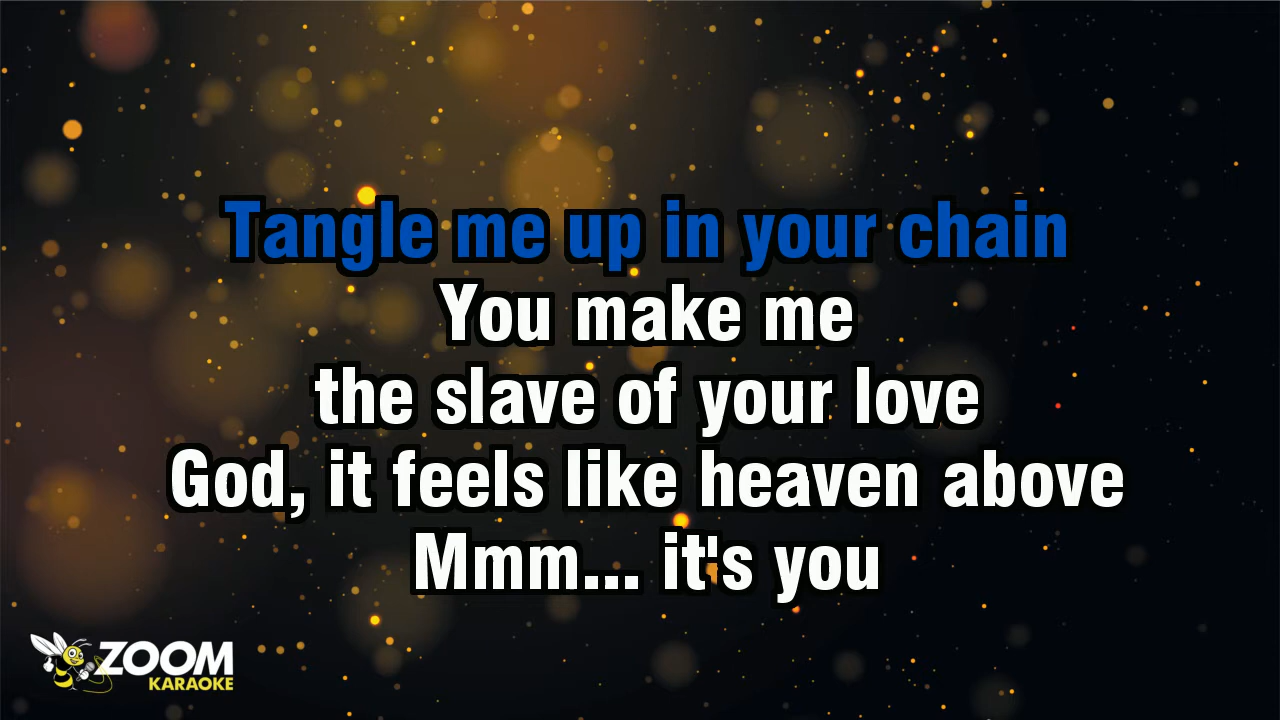 Tangle me up in your chain
You make me
the slave of your love
God, it feels like heaven above
Mmm... it's you
ZOOM
KARAOKE